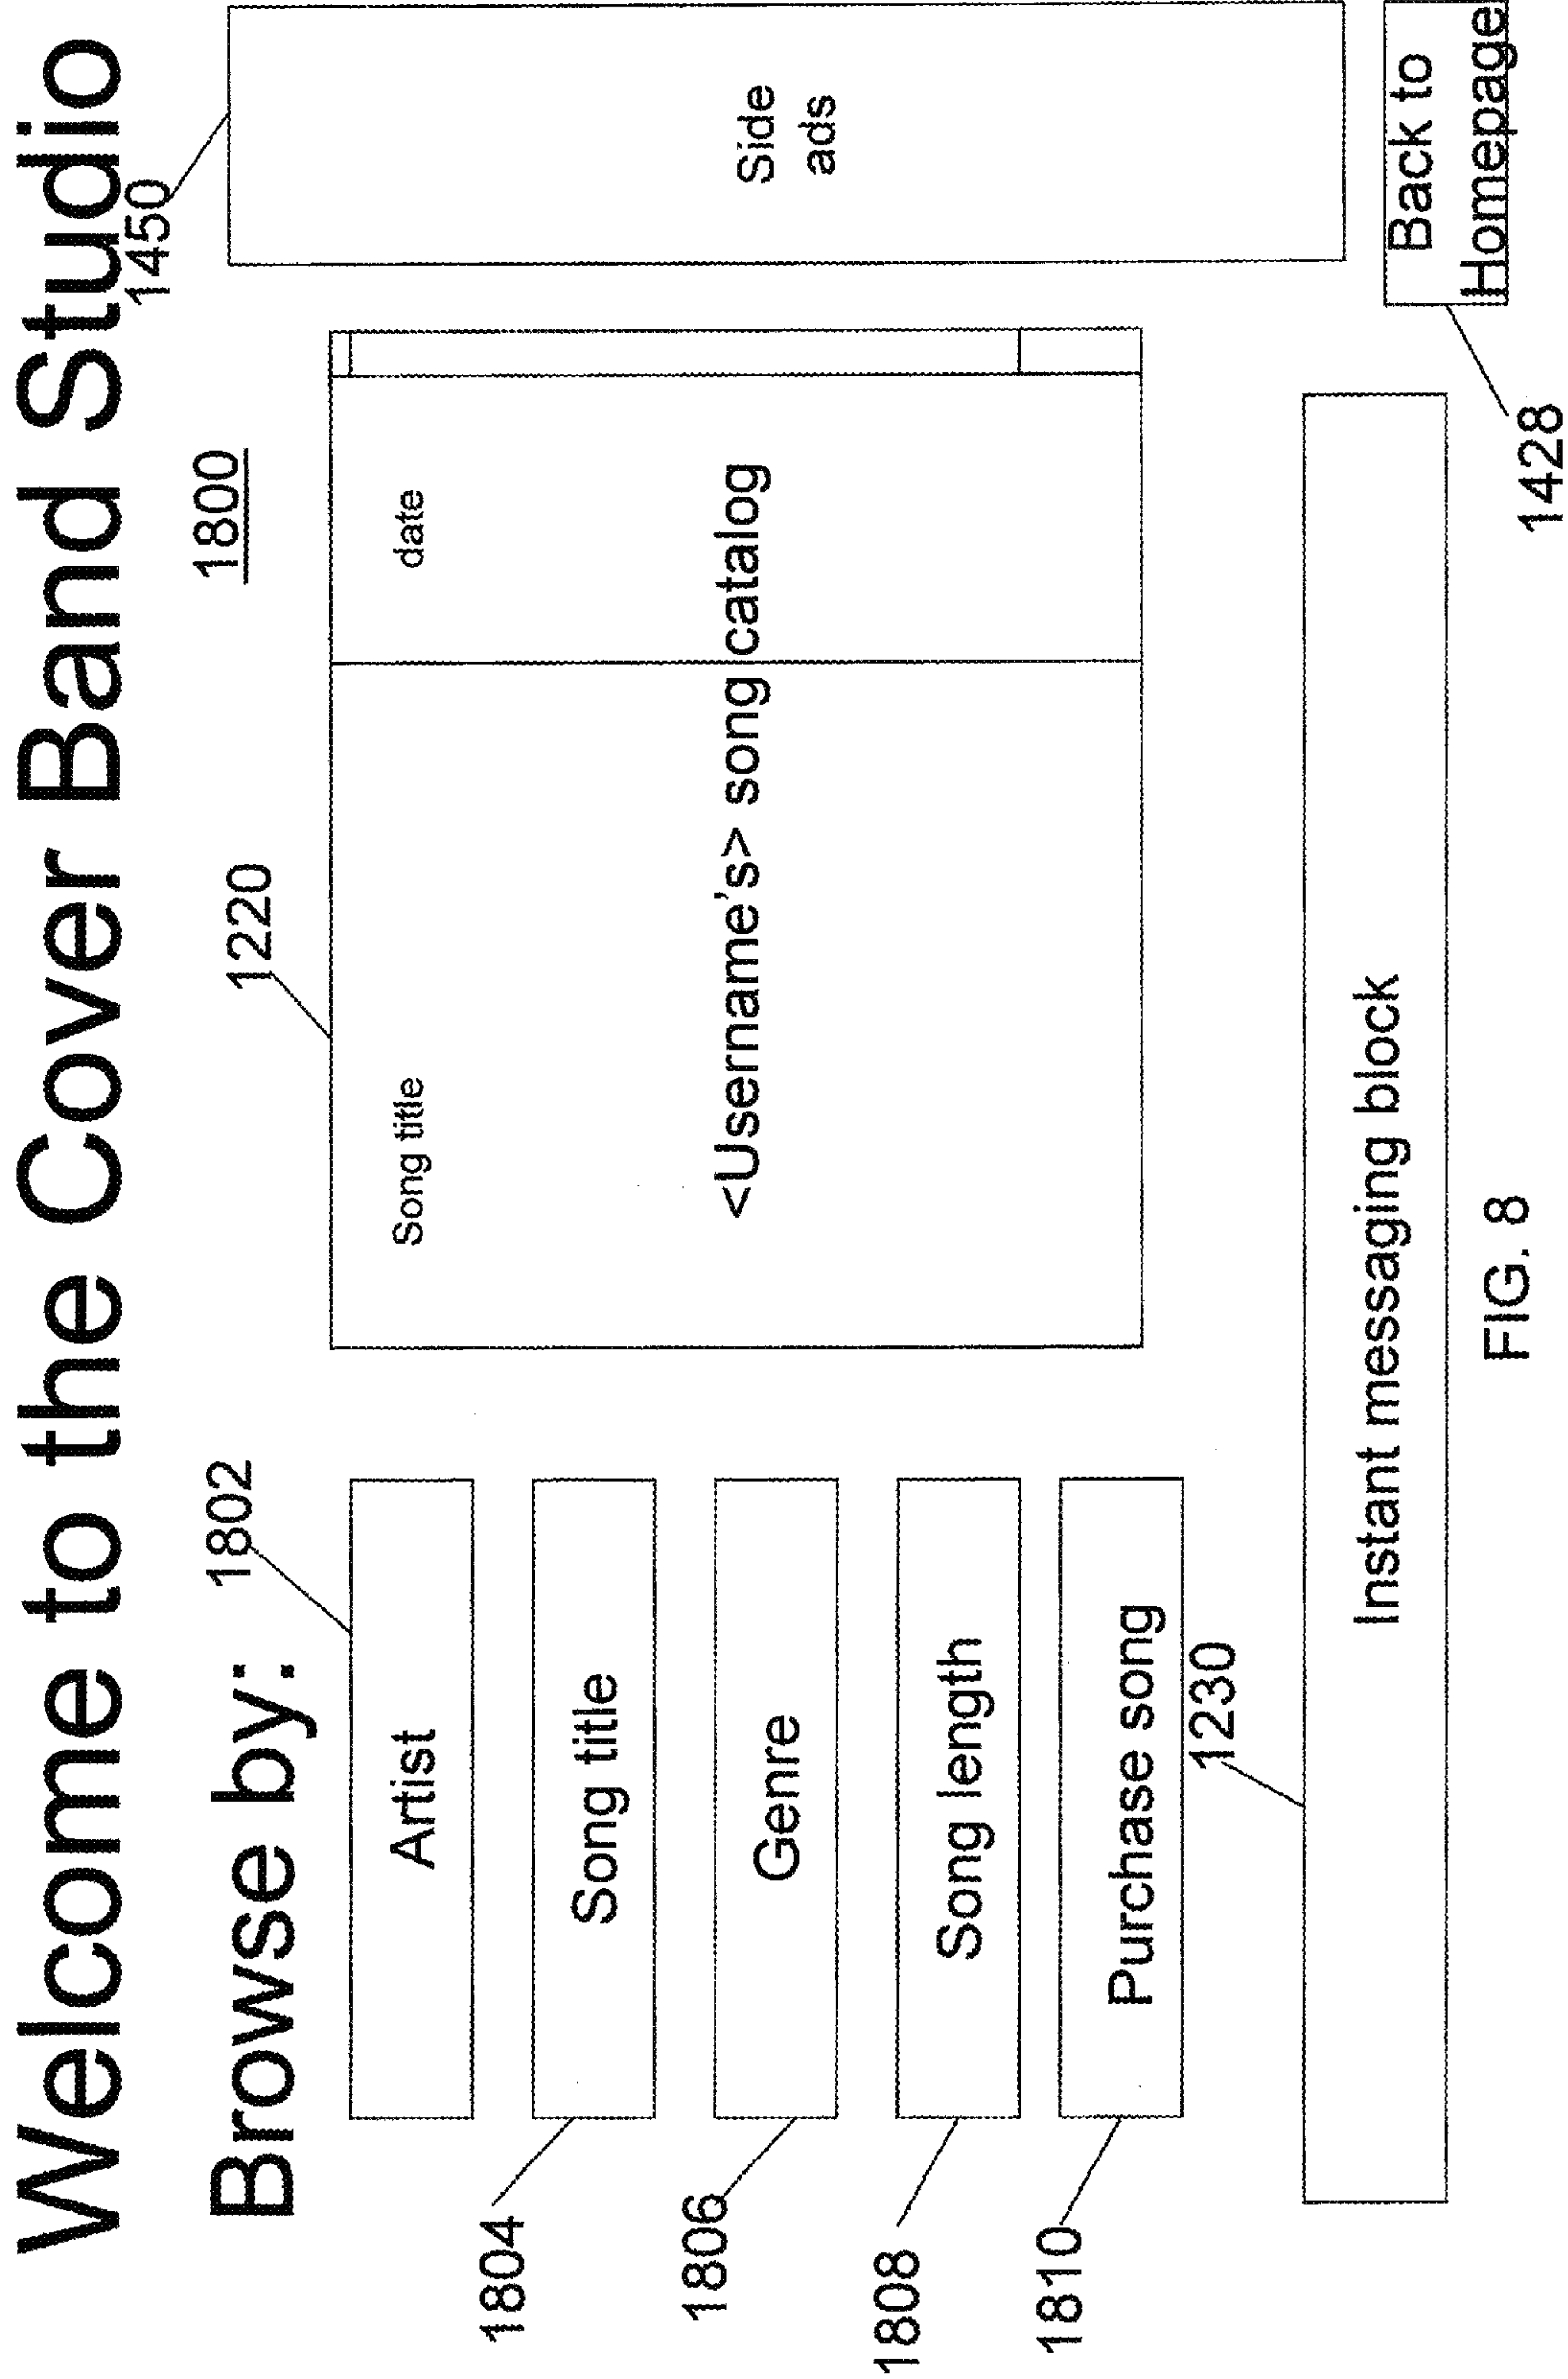 Welcome to the Cover Band Studio
1450
Browse by:
1802
1220
1800
Artist
Song title
Genre
Song length
Purchase song
1804
1806
1808
1810
Song title
date
<Username's> song catalog
Side
ads
1230
Instant messaging block
Back to
Homepage
1428
FIG. 8